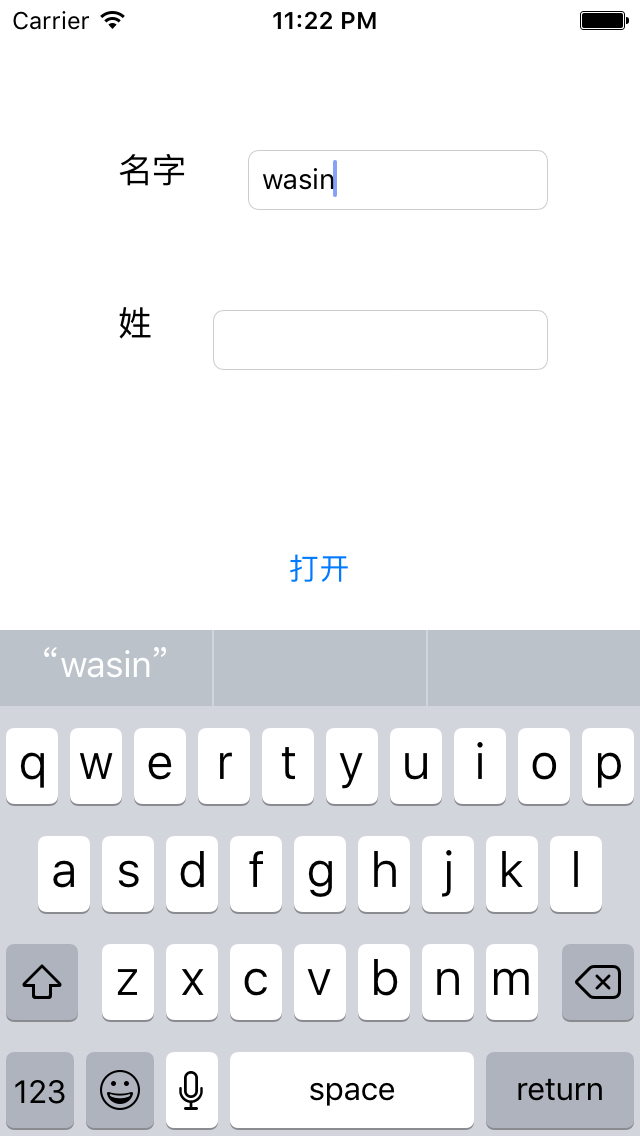 Carrier 11:22 PM
名字 wasin
姓
打开
“wasin”
q w e r t y u i o p
a s d f g h j k l
z x c v b n m
123 space return